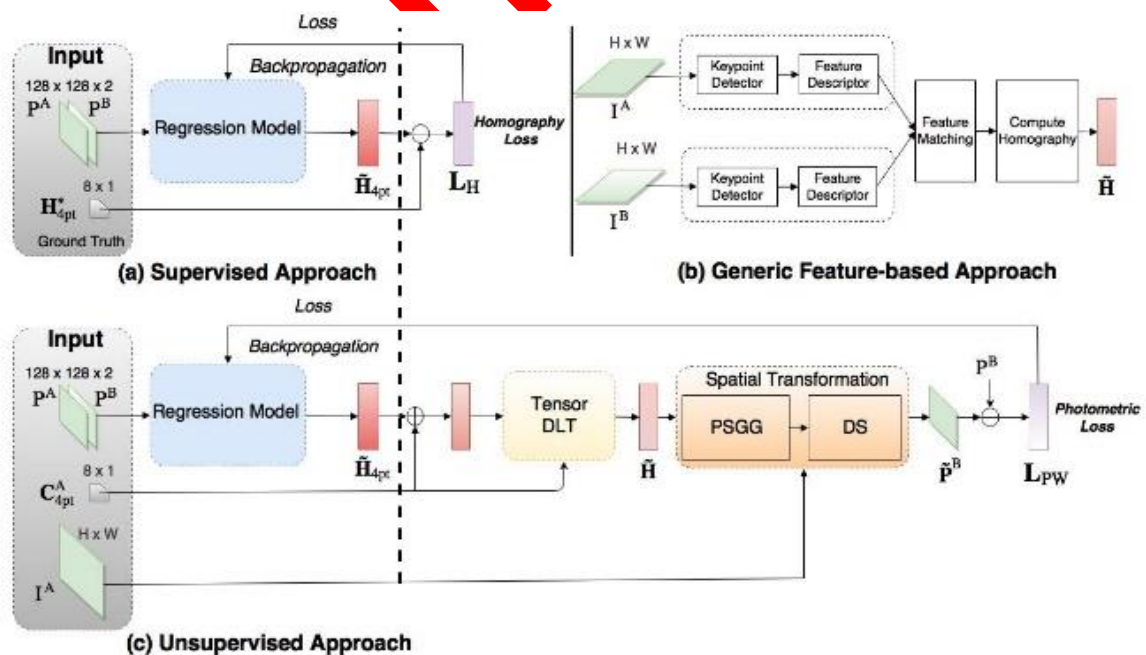 Loss
Input
Backpropagation
128 x 128 x 2
P^A P^B
Regression Model
H̃_4pt
Homography
Loss
L_H
8 x 1
H*_4pt
Ground Truth
(a) Supervised Approach
H x W
I^A
Keypoint
Detector
Feature
Descriptor
H x W
I^B
Keypoint
Detector
Feature
Descriptor
Feature
Matching
Compute
Homography
H̃
(b) Generic Feature-based Approach
Loss
Input
Backpropagation
128 x 128 x 2
P^A P^B
Regression Model
H̃_4pt
8 x 1
C^A_4pt
H x W
I^A
Tensor
DLT
H̃
Spatial Transformation
PSGG
DS
P̃^B
P^B
Photometric
Loss
L_PW
(c) Unsupervised Approach